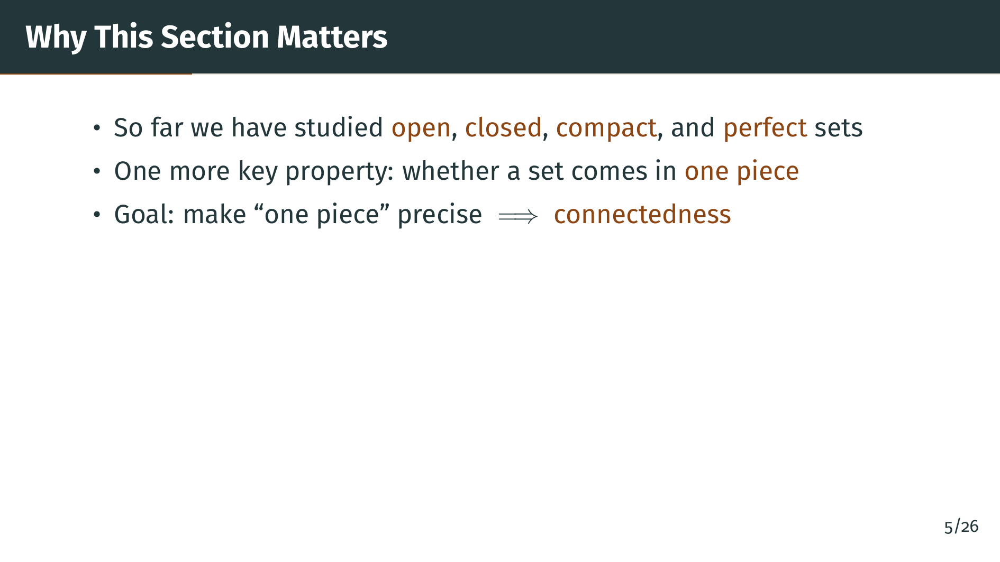 Why This Section Matters
• So far we have studied open, closed, compact, and perfect sets
• One more key property: whether a set comes in one piece
• Goal: make “one piece” precise ⟹ connectedness
5/26